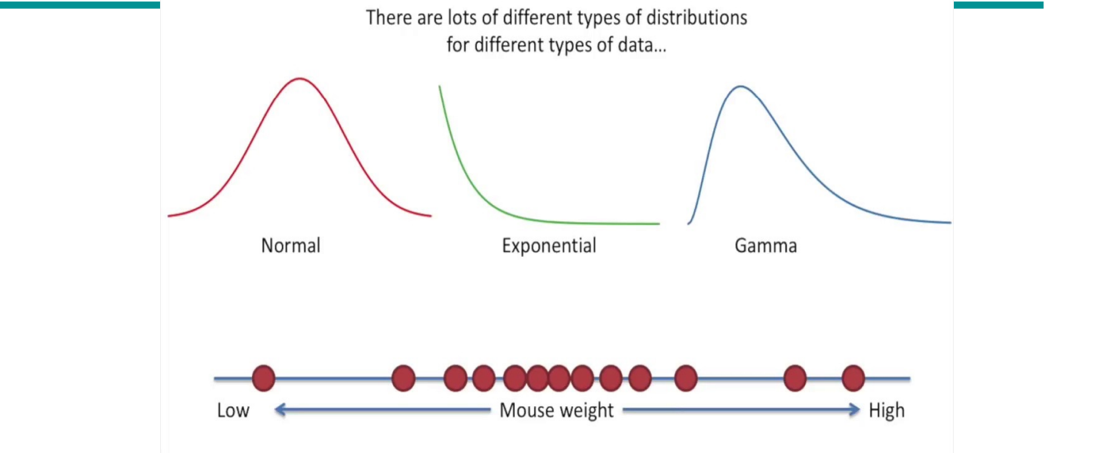 There are lots of different types of distributions
for different types of data...
Normal
Exponential
Gamma
Low
Mouse weight
High